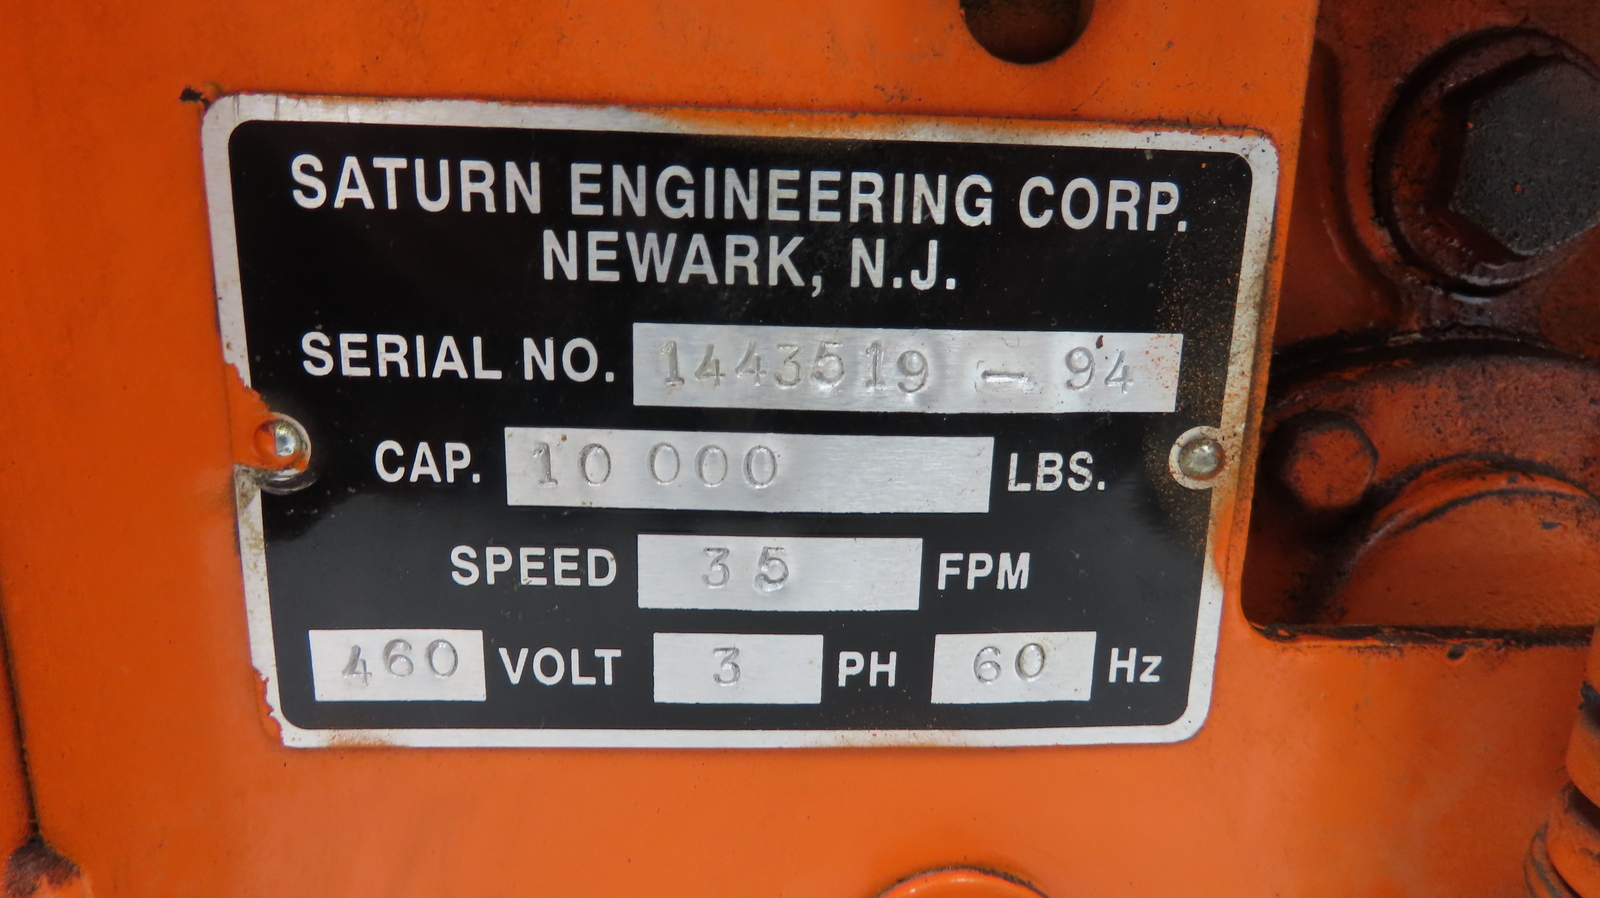 SATURN ENGINEERING CORP.
NEWARK, N.J.
SERIAL NO. 1443519 - 94
CAP. 10 000 LBS.
SPEED 35 FPM
460 VOLT 3 PH 60 Hz